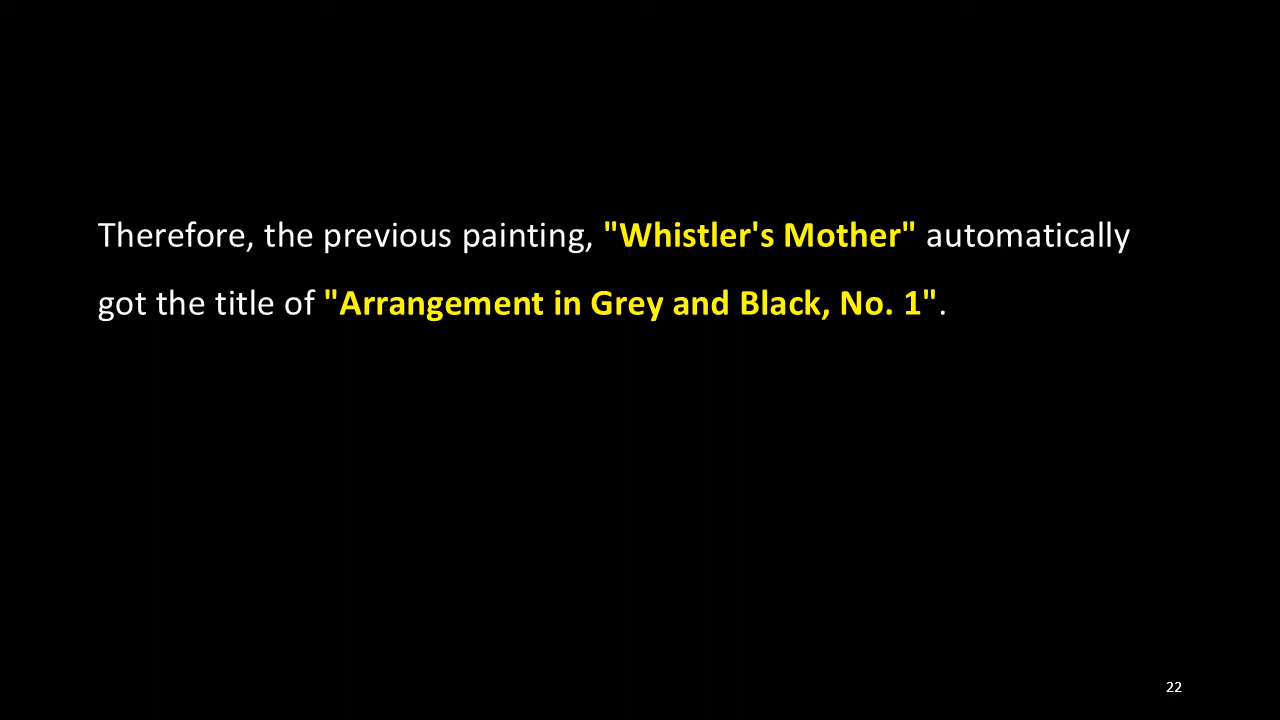 Therefore, the previous painting, "Whistler's Mother" automatically
got the title of "Arrangement in Grey and Black, No. 1".
22